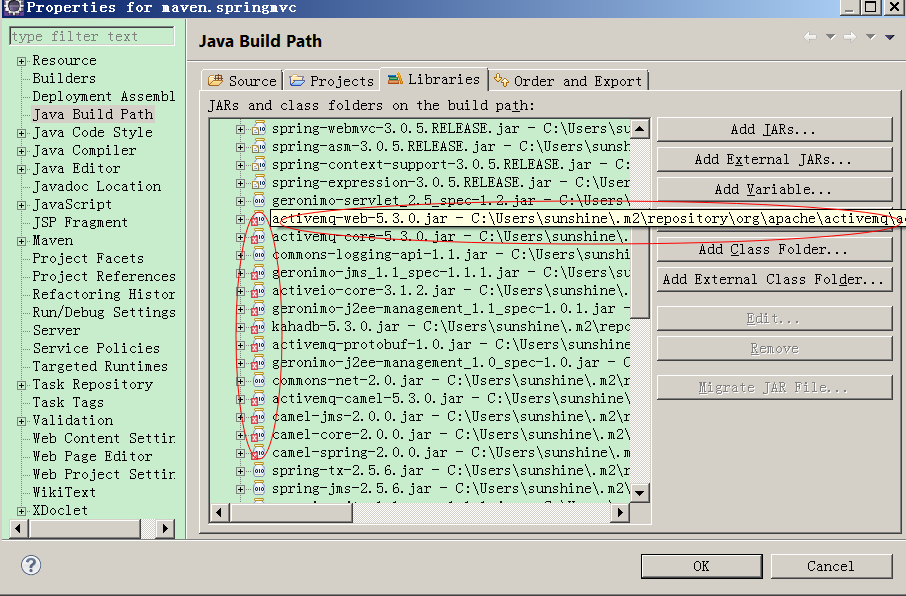 Properties for maven.springmvc
type filter text
Resource
Builders
Deployment Assembl
Java Build Path
Java Code Style
Java Compiler
Java Editor
Javadoc Location
JavaScript
JSP Fragment
Maven
Project Facets
Project References
Refactoring Histor
Run/Debug Settings
Server
Service Policies
Targeted Runtimes
Task Repository
Task Tags
Validation
Web Content Settin
Web Page Editor
Web Project Settin
WikiText
XDoclet
Java Build Path
Source
Projects
Libraries
Order and Export
JARs and class folders on the build path:
spring-webmvc-3.0.5.RELEASE.jar - C:\Users\su
spring-asm-3.0.5.RELEASE.jar - C:\Users\sunsh
spring-context-support-3.0.5.RELEASE.jar - C:
spring-expression-3.0.5.RELEASE.jar - C:\User
geronimo-servlet_2.5_spec-1.2.jar - C:\Users\
activemq-web-5.3.0.jar - C:\Users\sunshine\.m2\repository\org\apache\activemq\ac
activemq-core-5.3.0.jar - C:\Users\sunshine\.
commons-logging-api-1.1.jar - C:\Users\sunshi
geronimo-jms_1.1_spec-1.1.1.jar - C:\Users\su
activeio-core-3.1.2.jar - C:\Users\sunshine\.
geronimo-j2ee-management_1.1_spec-1.0.1.jar -
kahadb-5.3.0.jar - C:\Users\sunshine\.m2\repo
activemq-protobuf-1.0.jar - C:\Users\sunshine
geronimo-j2ee-management_1.0_spec-1.0.jar - C
commons-net-2.0.jar - C:\Users\sunshine\.m2\r
activemq-camel-5.3.0.jar - C:\Users\sunshine\
camel-jms-2.0.0.jar - C:\Users\sunshine\.m2\r
camel-core-2.0.0.jar - C:\Users\sunshine\.m2\
camel-spring-2.0.0.jar - C:\Users\sunshine\.m
spring-tx-2.5.6.jar - C:\Users\sunshine\.m2\r
spring-jms-2.5.6.jar - C:\Users\sunshine\.m2\
Add JARs...
Add External JARs...
Add Variable...
Add Class Folder...
Add External Class Folder...
Edit...
Remove
Migrate JAR File...
OK
Cancel